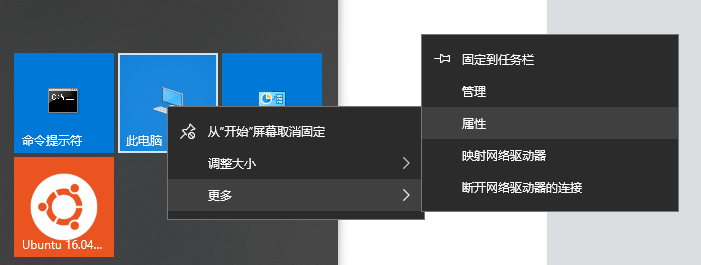 C:\_
命令提示符
此电脑
Ubuntu 16.04...
从"开始"屏幕取消固定
调整大小
更多
固定到任务栏
管理
属性
映射网络驱动器
断开网络驱动器的连接